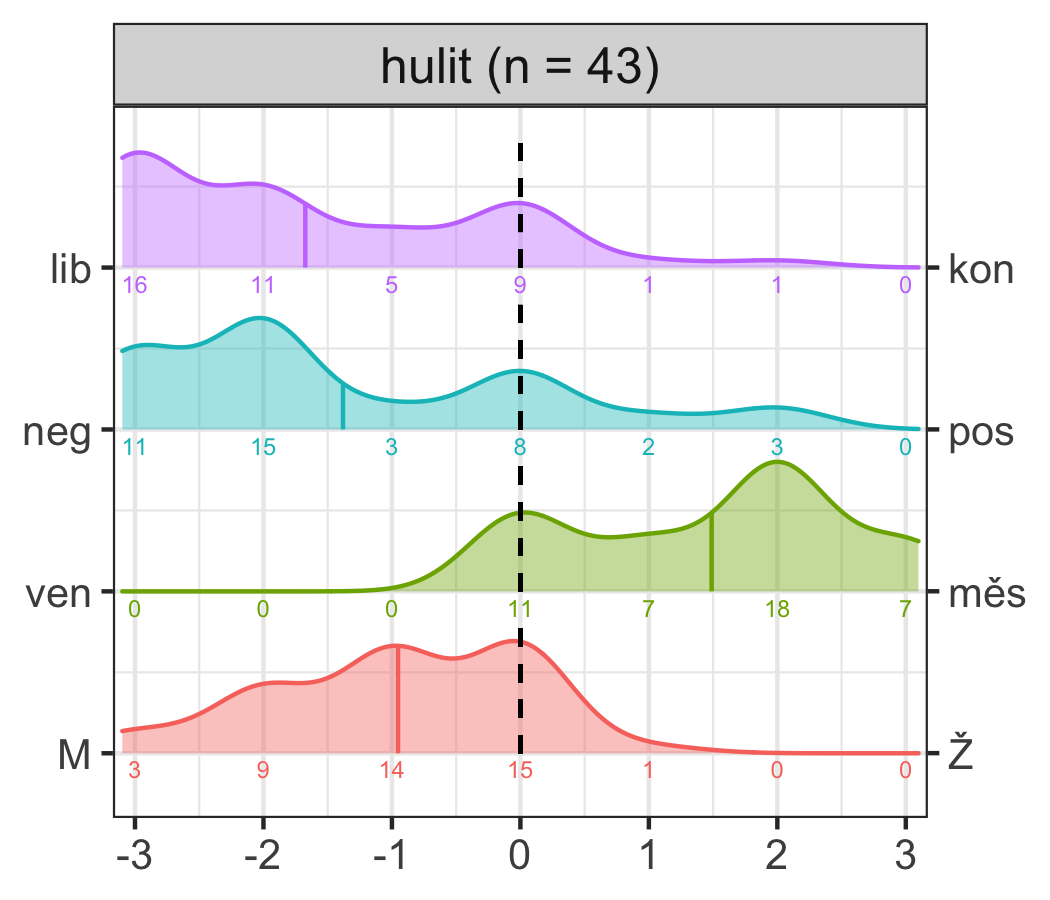 hulit (n = 43)
lib kon
16 11 5 9 1 1 0
neg pos
11 15 3 8 2 3 0
ven měs
0 0 0 11 7 18 7
M Ž
3 9 14 15 1 0 0
-3 -2 -1 0 1 2 3